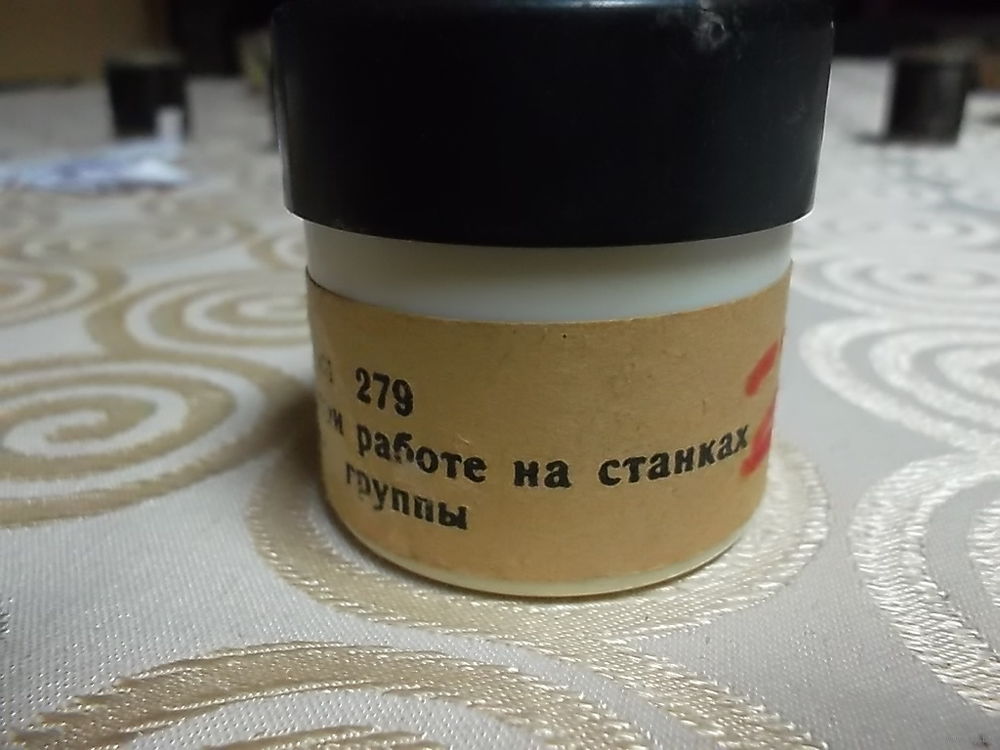 279
работе на станках
группы